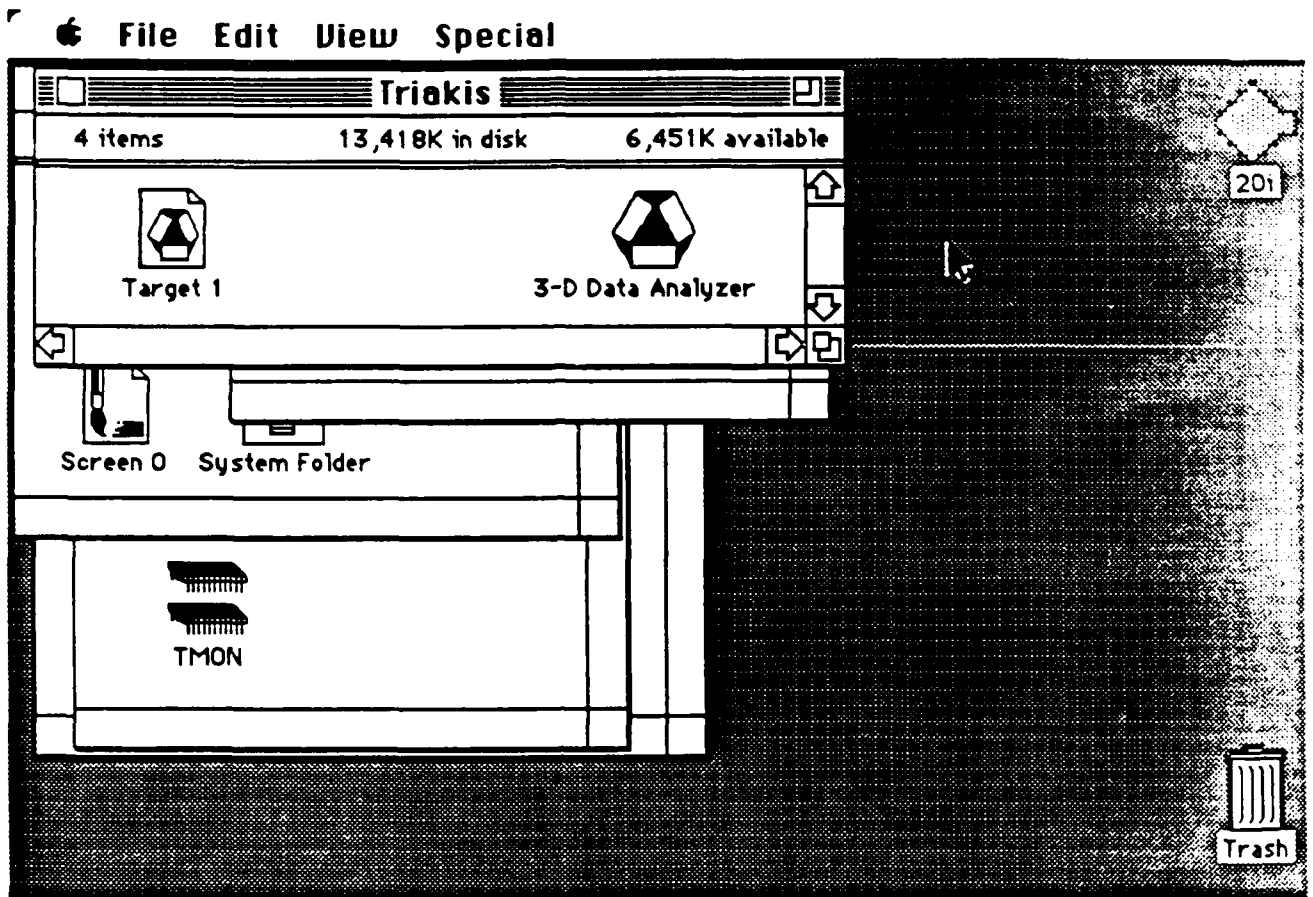 File Edit View Special
Triakis
4 items 13,418K in disk 6,451K available
20i
Target 1 3-D Data Analyzer
Screen 0 System Folder
TMON
Trash